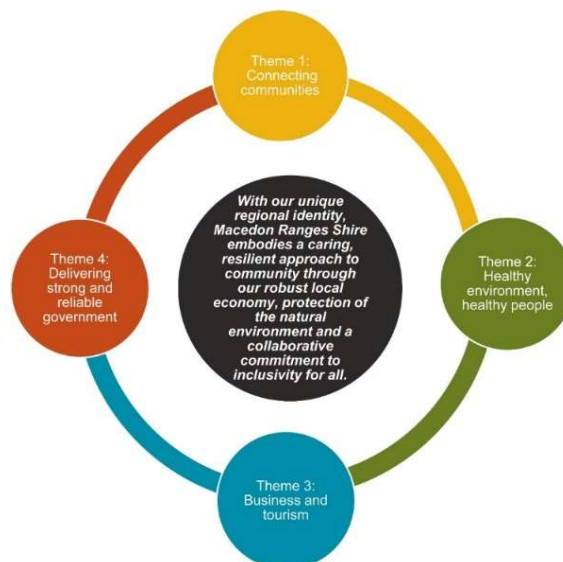 Theme 1:
Connecting
communities
With our unique
regional identity,
Macedon Ranges Shire
embodies a caring,
resilient approach to
community through
our robust local
economy, protection of
the natural
environment and a
collaborative
commitment to
inclusivity for all.
Theme 4:
Delivering
strong and
reliable
government
Theme 2:
Healthy
environment,
healthy people
Theme 3:
Business and
tourism